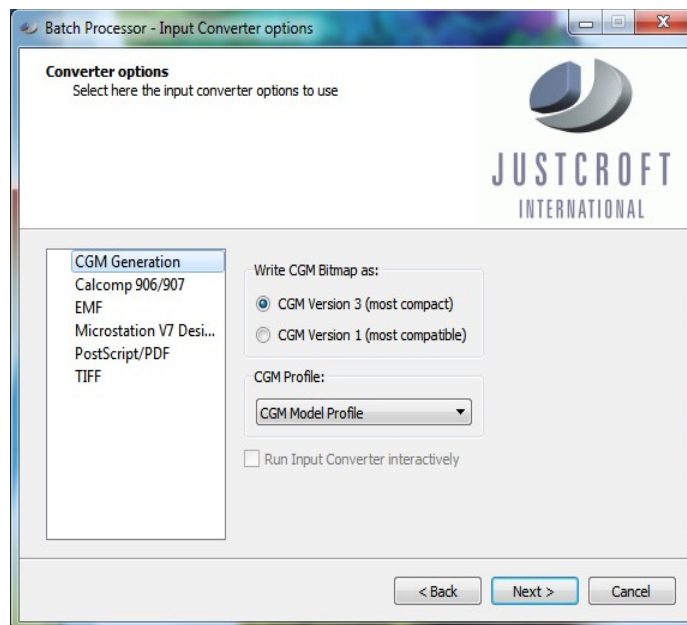 Batch Processor - Input Converter options
Converter options
Select here the input converter options to use
JUSTCROFT
INTERNATIONAL
CGM Generation
Calcomp 906/907
EMF
Microstation V7 Desi...
PostScript/PDF
TIFF
Write CGM Bitmap as:
CGM Version 3 (most compact)
CGM Version 1 (most compatible)
CGM Profile:
CGM Model Profile
Run Input Converter interactively
< Back
Next >
Cancel